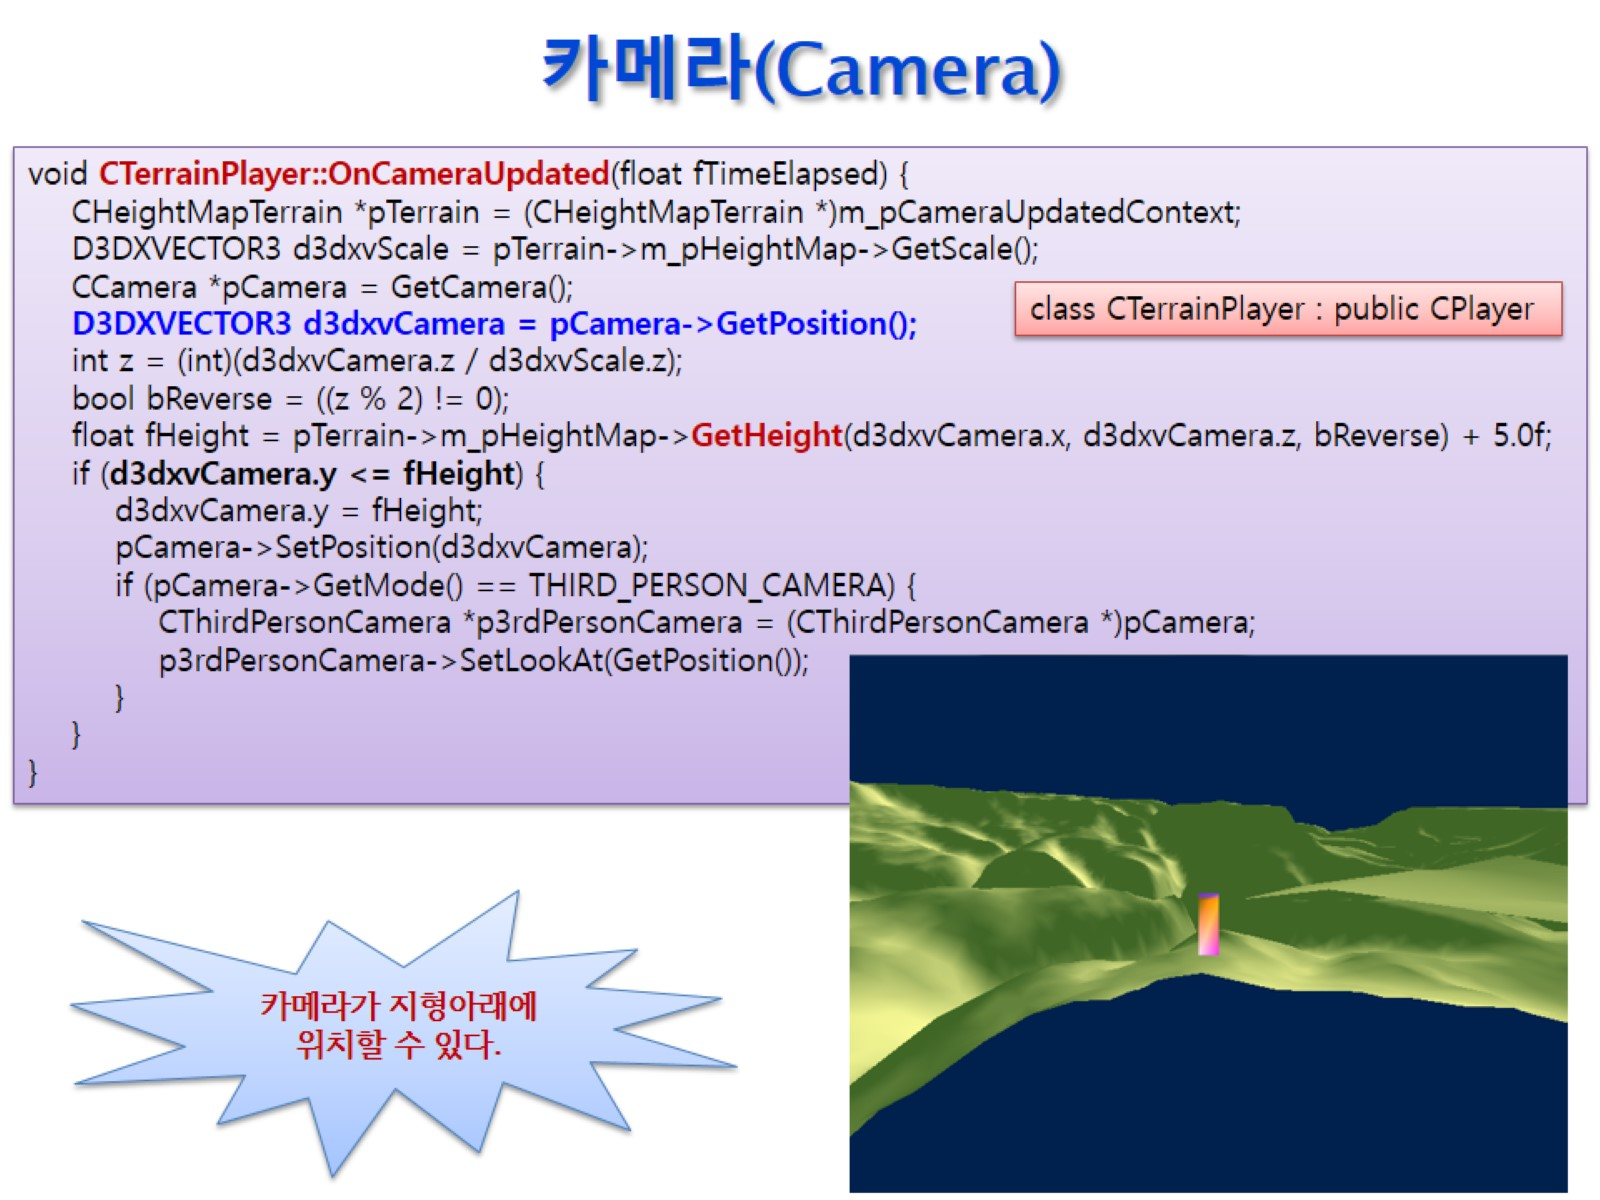 카메라(Camera)
void CTerrainPlayer::OnCameraUpdated(float fTimeElapsed) {
CHeightMapTerrain *pTerrain = (CHeightMapTerrain *)m_pCameraUpdatedContext;
D3DXVECTOR3 d3dxvScale = pTerrain->m_pHeightMap->GetScale();
CCamera *pCamera = GetCamera();
class CTerrainPlayer : public CPlayer
D3DXVECTOR3 d3dxvCamera = pCamera->GetPosition();
int z = (int)(d3dxvCamera.z / d3dxvScale.z);
bool bReverse = ((z % 2) != 0);
float fHeight = pTerrain->m_pHeightMap->GetHeight(d3dxvCamera.x, d3dxvCamera.z, bReverse) + 5.0f;
if (d3dxvCamera.y <= fHeight) {
d3dxvCamera.y = fHeight;
pCamera->SetPosition(d3dxvCamera);
if (pCamera->GetMode() == THIRD_PERSON_CAMERA) {
CThirdPersonCamera *p3rdPersonCamera = (CThirdPersonCamera *)pCamera;
p3rdPersonCamera->SetLookAt(GetPosition());
}
}
}
카메라가 지형아래에
위치할 수 있다.